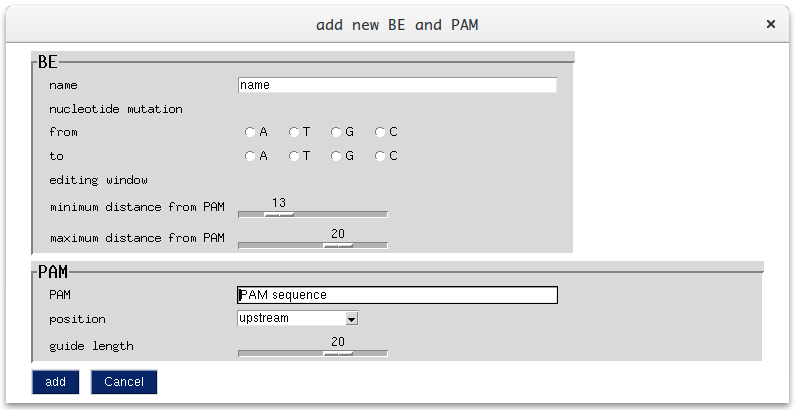 add new BE and PAM ×
BE
name name
nucleotide mutation
from A T G C
to A T G C
editing window
minimum distance from PAM 13
maximum distance from PAM 20
PAM
PAM PAM sequence
position upstream
guide length 20
add Cancel